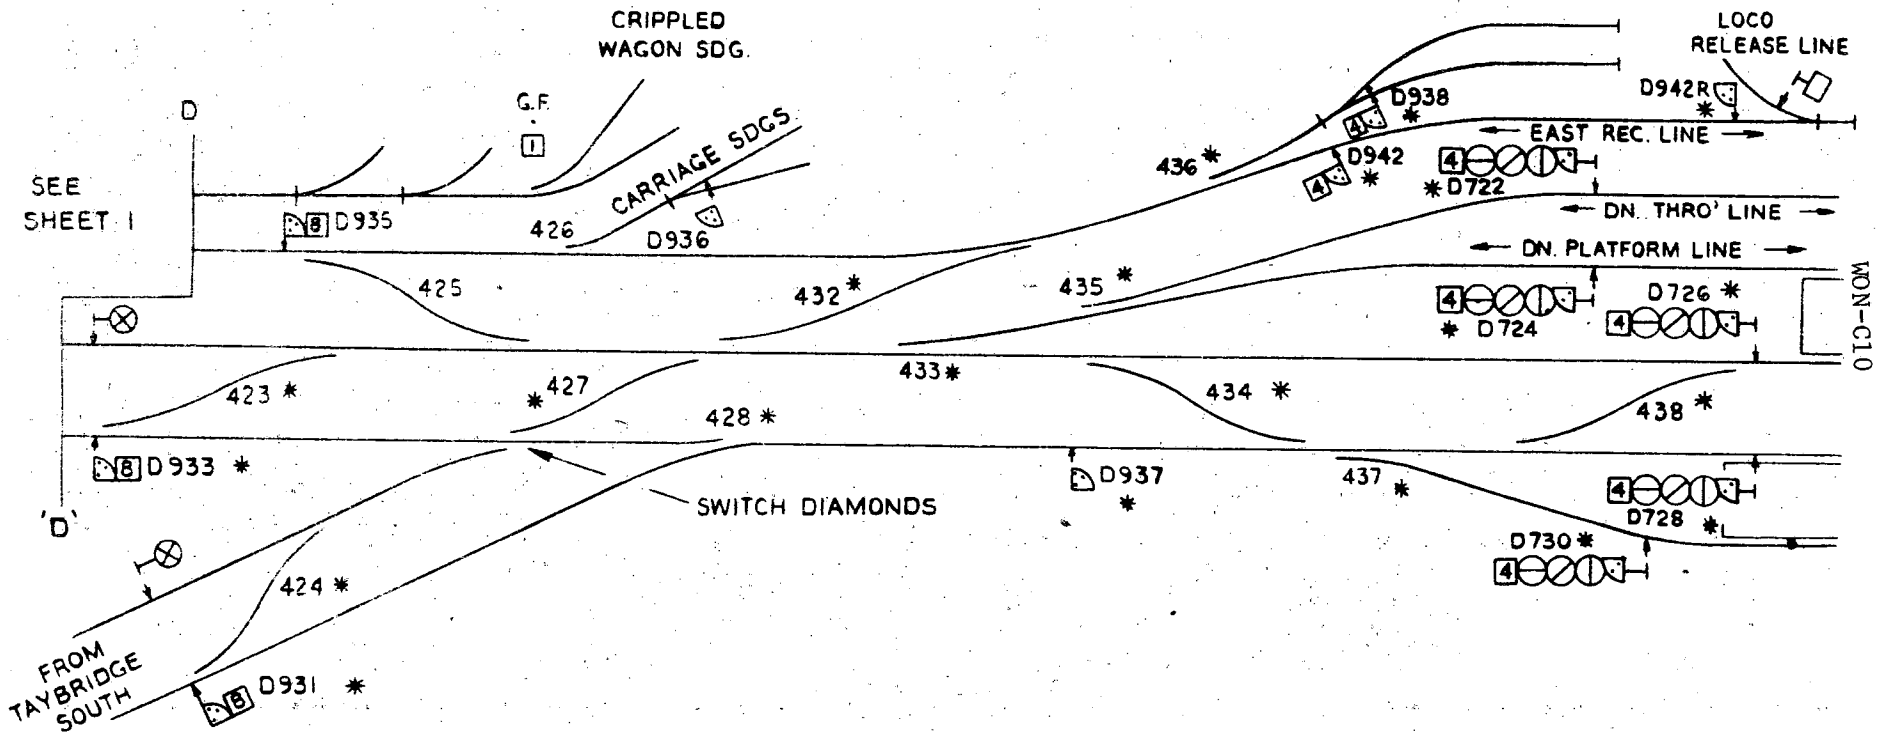 CRIPPLED
WAGON SDG.
LOCO
RELEASE LINE
D
G.F.
1
D938 *
4
D942R
*
EAST REC. LINE
SEE
SHEET 1
8 D935
426
CARRIAGE SDGS
D936
436 *
D942
4 *
4
* D722
DN. THRO' LINE
DN. PLATFORM LINE
425
432 *
435 *
4
* D724
D726 *
4
WON-C10
423 *
* 427
433 *
434 *
438 *
428 *
8 D933 *
SWITCH DIAMONDS
D937
*
437 *
4
D728 *
'D'
D730 *
4
424 *
FROM
TAYBRIDGE
SOUTH
8 D931 *